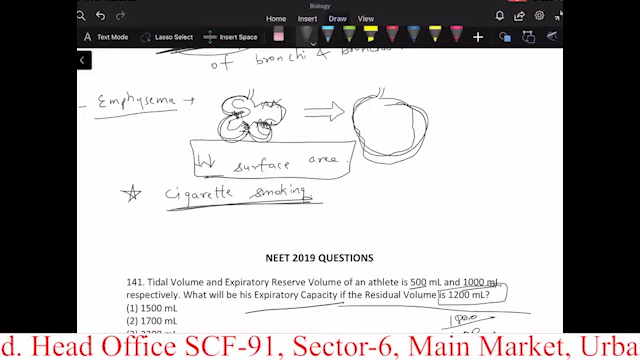 Biology
Home Insert Draw View
Text Mode Lasso Select Insert Space
of bronchi &
Emphysema →
↓ surface area.
☆ Cigarette smoking.
NEET 2019 QUESTIONS
141. Tidal Volume and Expiratory Reserve Volume of an athlete is 500 mL and 1000 mL
respectively. What will be his Expiratory Capacity if the Residual Volume is 1200 mL?
(1) 1500 mL
(2) 1700 mL
d. Head Office SCF-91, Sector-6, Main Market, Urba